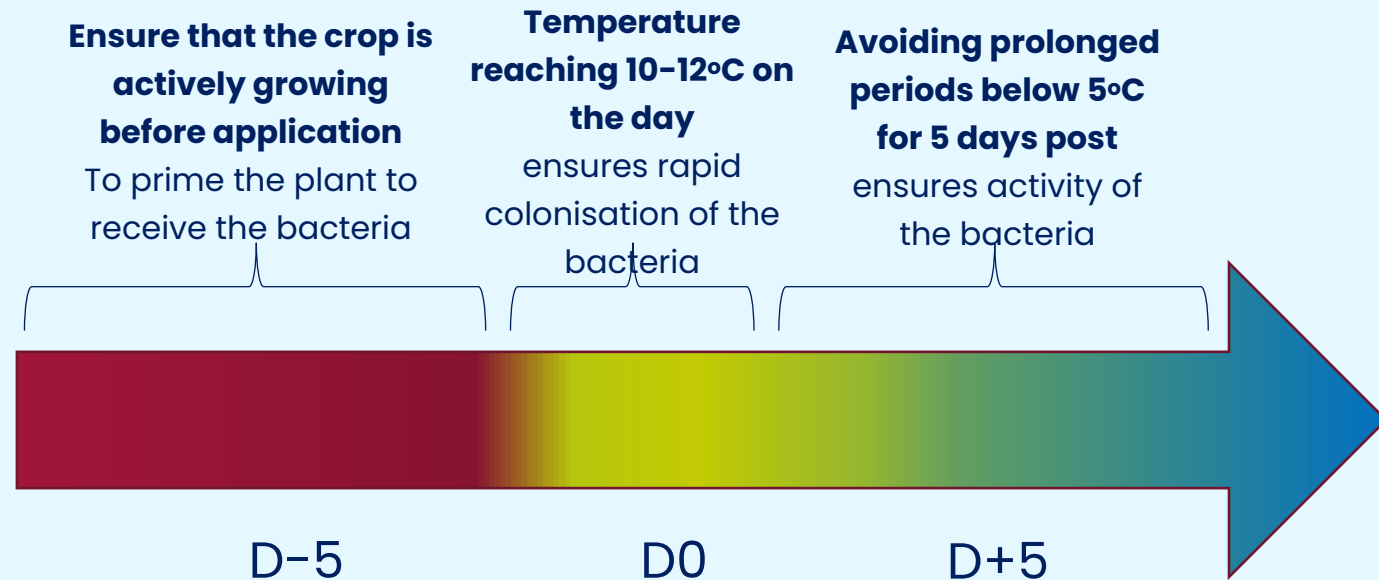 Ensure that the crop is
actively growing
before application
To prime the plant to
receive the bacteria
Temperature
reaching 10-12ºC on
the day
ensures rapid
colonisation of the
bacteria
Avoiding prolonged
periods below 5ºC
for 5 days post
ensures activity of
the bacteria
D-5
D0
D+5